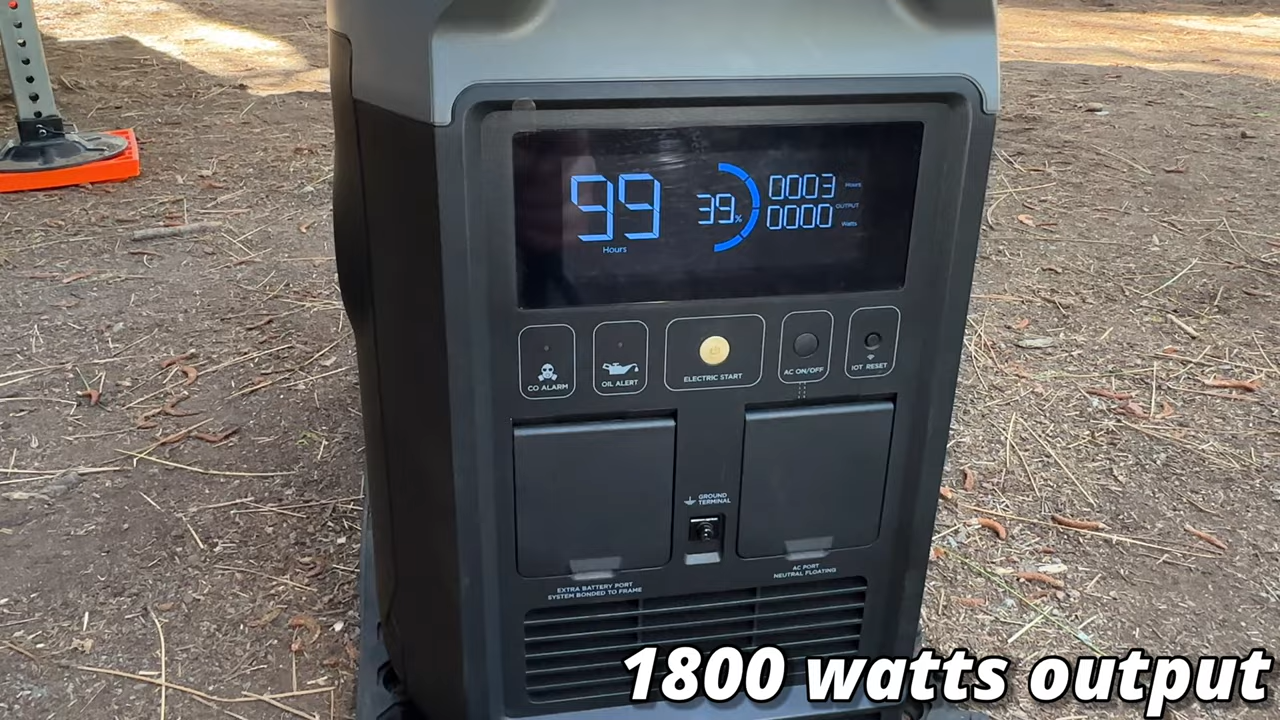 99
Hours
39%
0003 Hours
OUTPUT
0000 Watts
CO ALARM
OIL ALERT
ELECTRIC START
AC ON/OFF
IOT RESET
GROUND
TERMINAL
EXTRA BATTERY PORT
SYSTEM BONDED TO FRAME
AC PORT
NEUTRAL FLOATING
1800 watts output